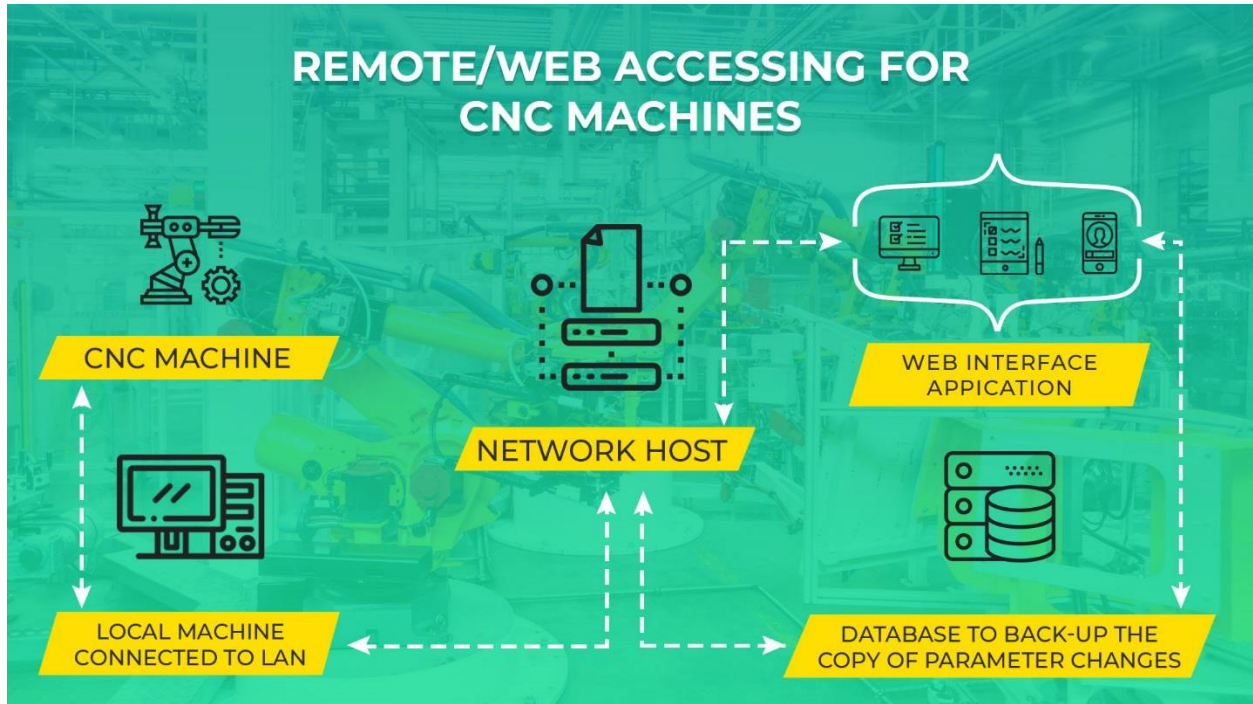 REMOTE/WEB ACCESSING FOR
CNC MACHINES
CNC MACHINE
NETWORK HOST
WEB INTERFACE
APPICATION
LOCAL MACHINE
CONNECTED TO LAN
DATABASE TO BACK-UP THE
COPY OF PARAMETER CHANGES